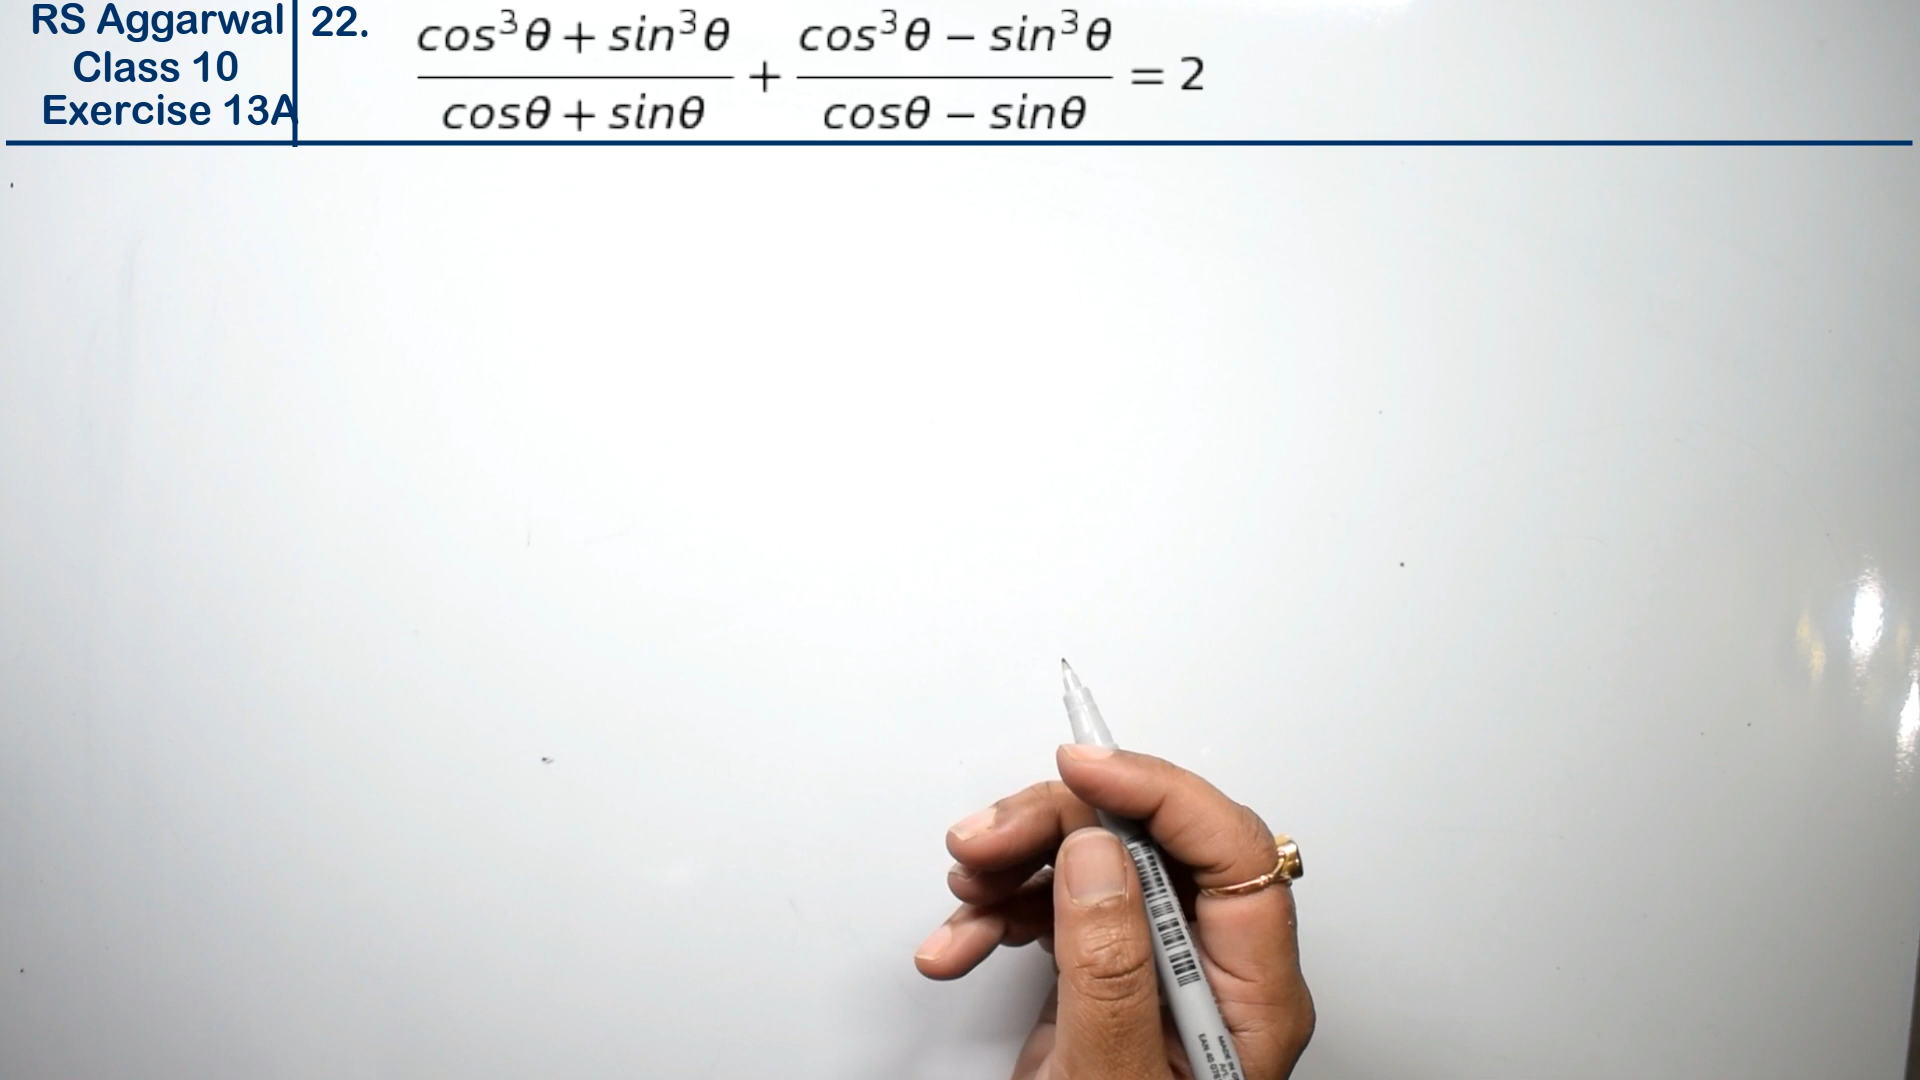 RS Aggarwal
Class 10
Exercise 13A
22. (cos³θ + sin³θ)/(cosθ + sinθ) + (cos³θ − sin³θ)/(cosθ − sinθ) = 2